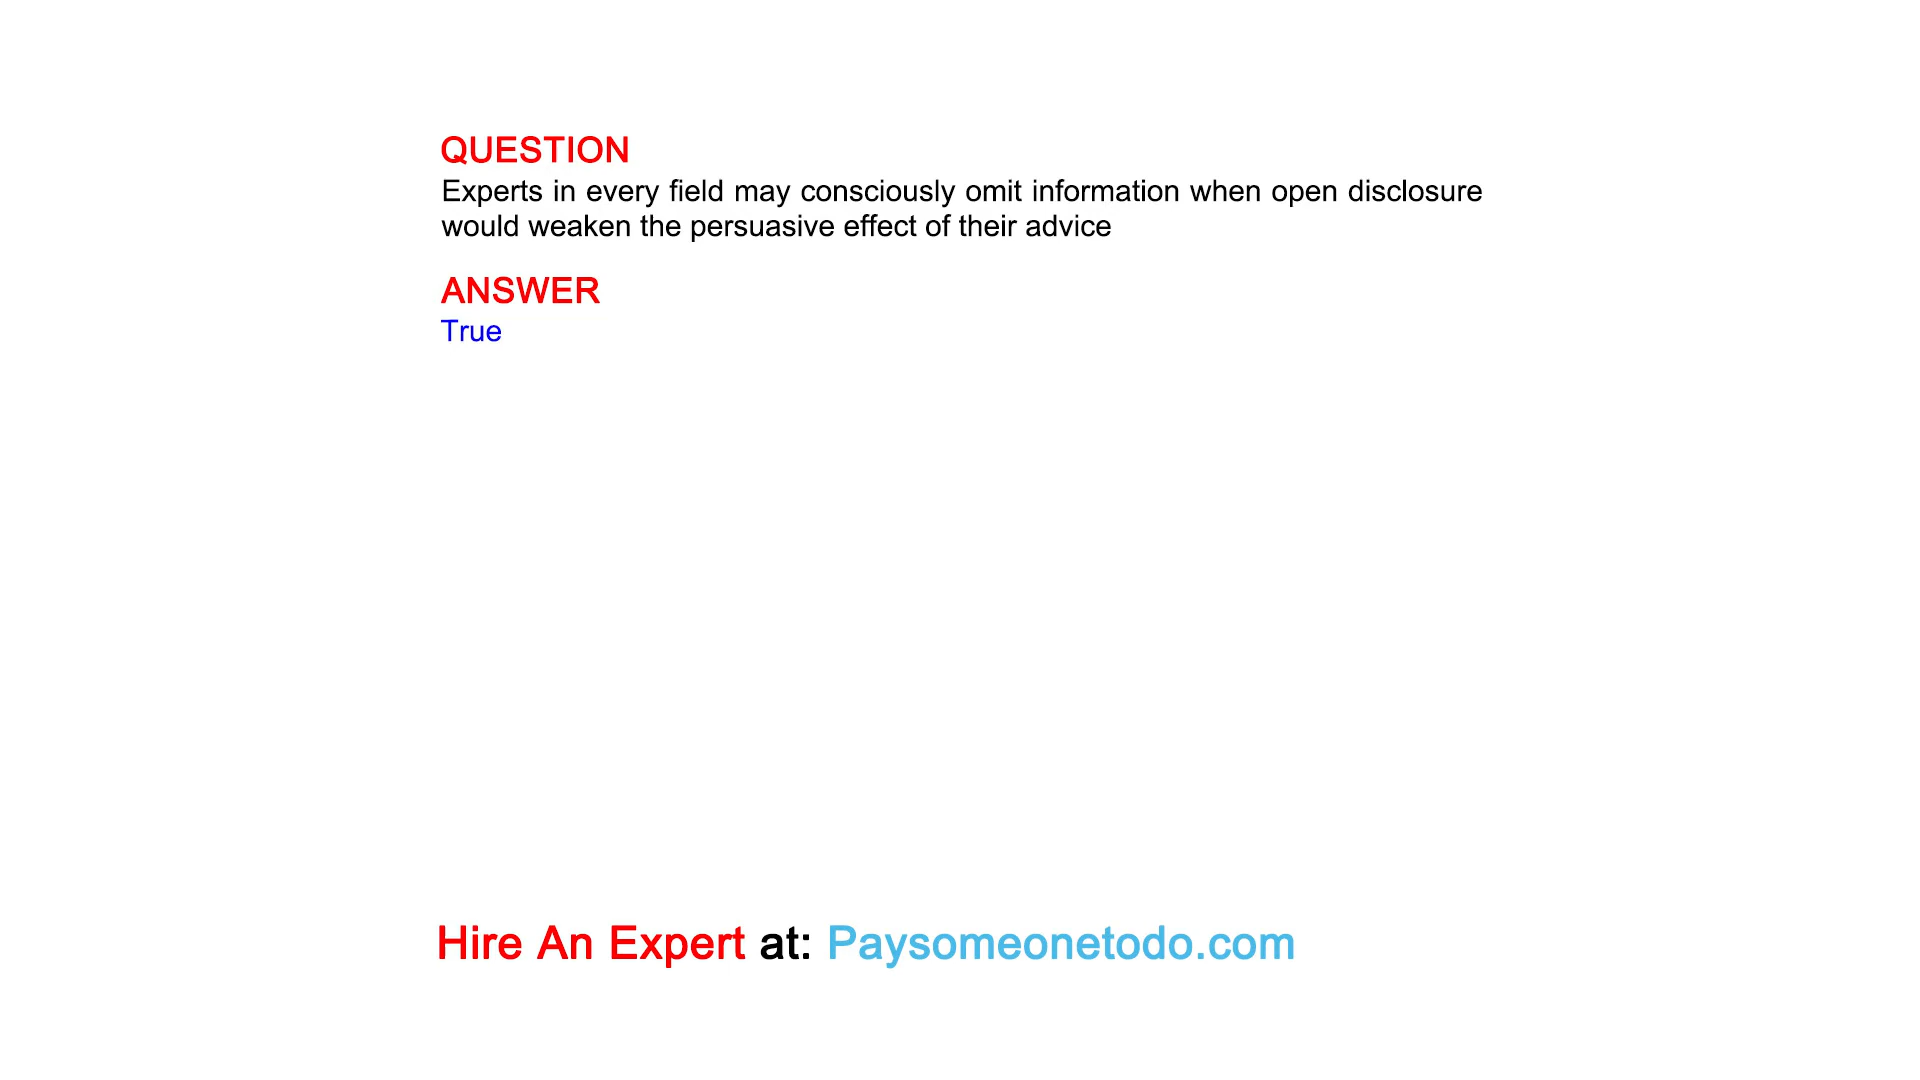 QUESTION
Experts in every field may consciously omit information when open disclosure
would weaken the persuasive effect of their advice
ANSWER
True
Hire An Expert at: Paysomeonetodo.com